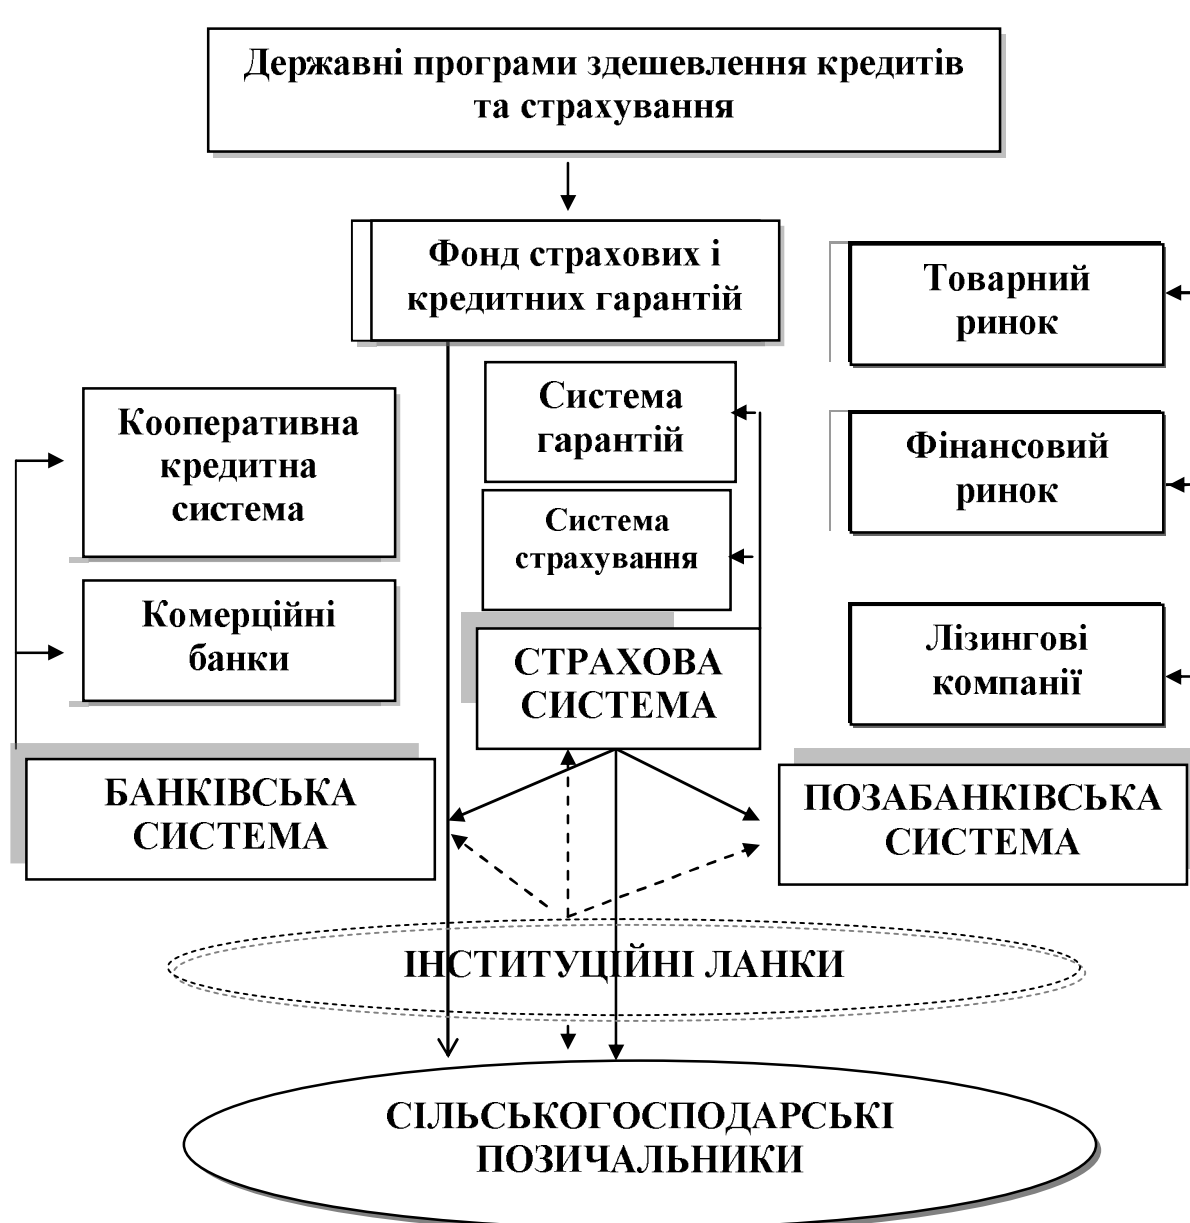 Державні програми здешевлення кредитів
та страхування
Фонд страхових і
кредитних гарантій
Товарний
ринок
Система
гарантій
Кооперативна
кредитна
система
Фінансовий
ринок
Система
страхування
Комерційні
банки
Лізингові
компанії
СТРАХОВА
СИСТЕМА
БАНКІВСЬКА
СИСТЕМА
ПОЗАБАНКІВСЬКА
СИСТЕМА
ІНСТИТУЦІЙНІ ЛАНКИ
СІЛЬСЬКОГОСПОДАРСЬКІ
ПОЗИЧАЛЬНИКИ